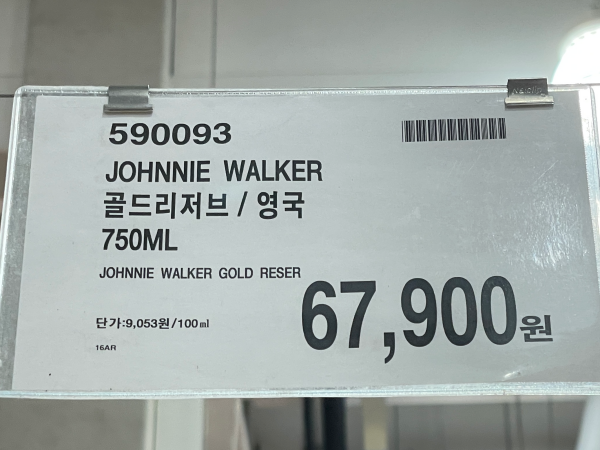 590093
JOHNNIE WALKER
골드리저브 / 영국
750ML
JOHNNIE WALKER GOLD RESER
67,900원
단가:9,053원/100㎖
16AR